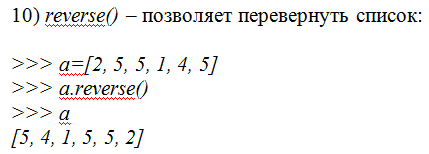 10) reverse() – позволяет перевернуть список:
>>> a=[2, 5, 5, 1, 4, 5]
>>> a.reverse()
>>> a
[5, 4, 1, 5, 5, 2]